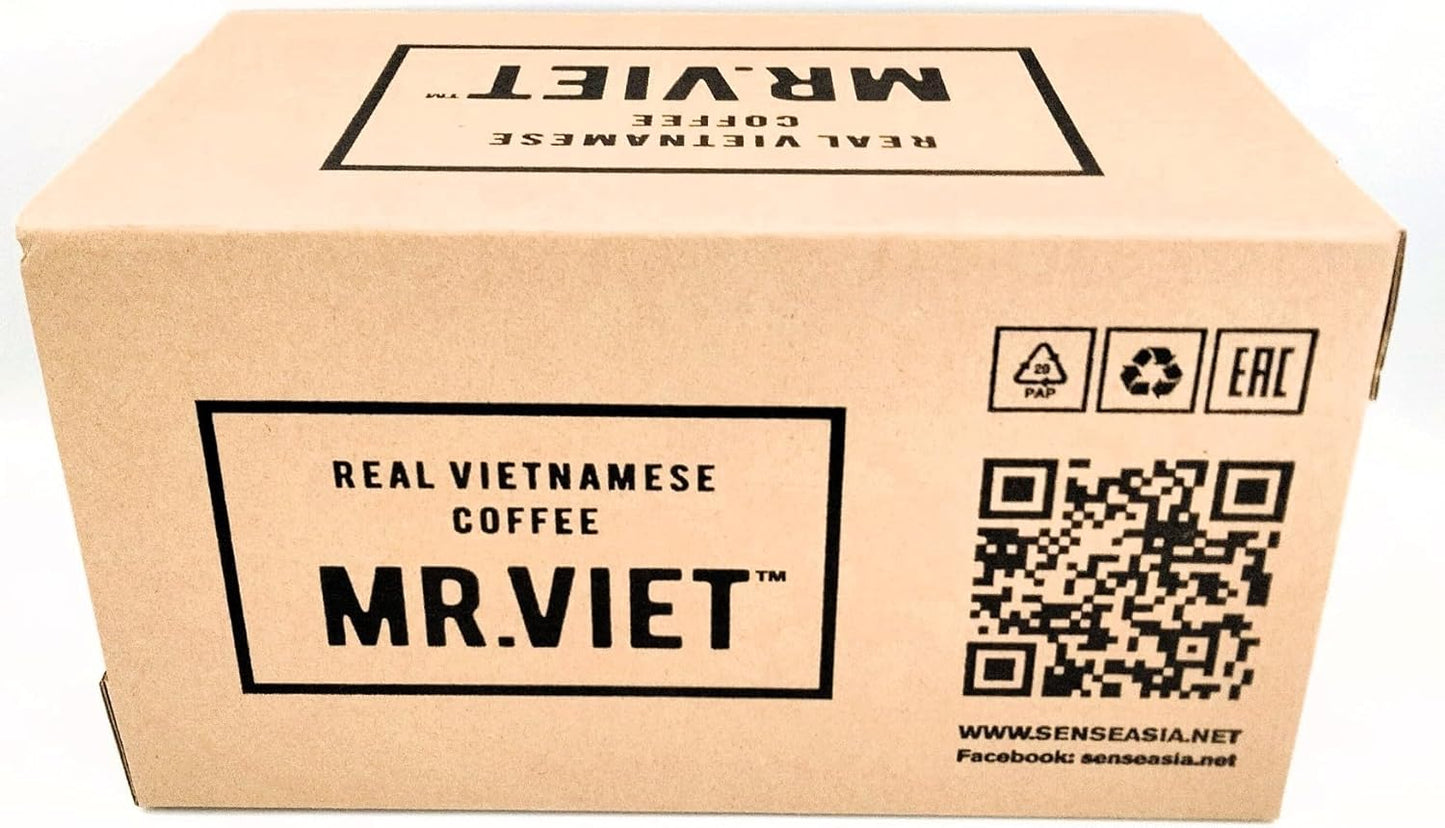 MR.VIET™
REAL VIETNAMESE
COFFEE
REAL VIETNAMESE
COFFEE
MR.VIET™
20
PAP
EAC
WWW.SENSEASIA.NET
Facebook: senseasia.net